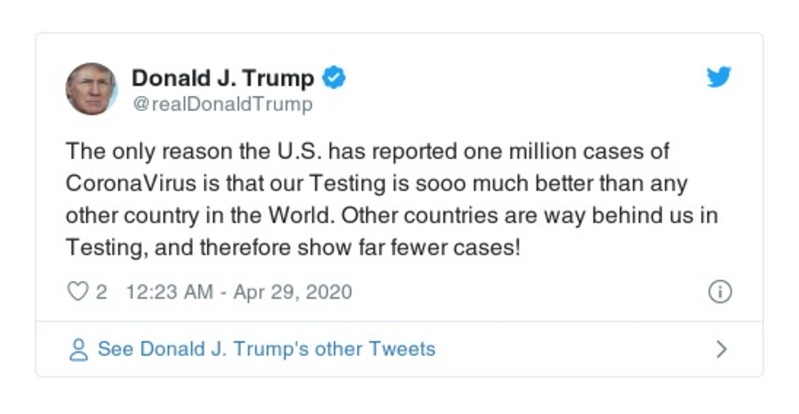 Donald J. Trump
@realDonaldTrump
The only reason the U.S. has reported one million cases of
CoronaVirus is that our Testing is sooo much better than any
other country in the World. Other countries are way behind us in
Testing, and therefore show far fewer cases!
2 12:23 AM - Apr 29, 2020
See Donald J. Trump's other Tweets